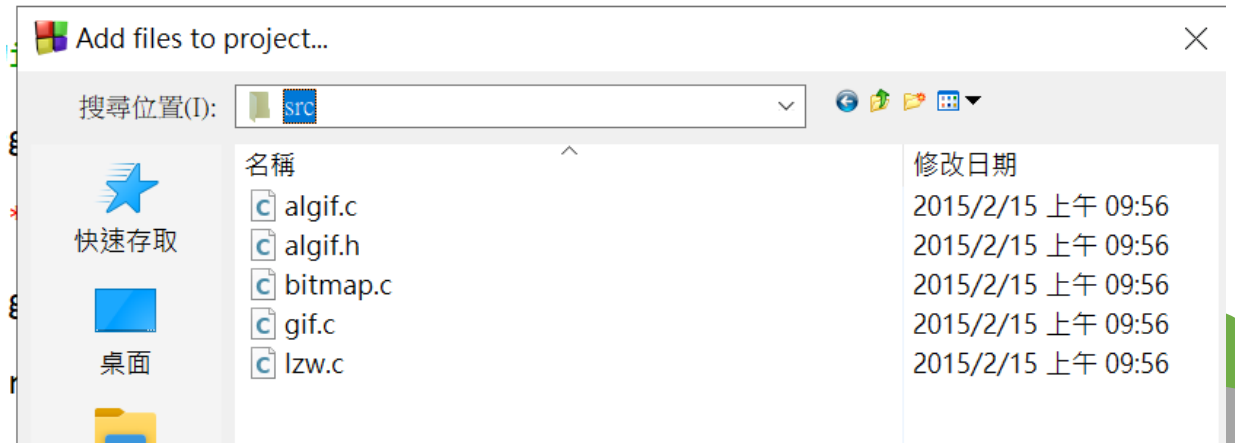 Add files to project...
搜尋位置(I): src
名稱 修改日期
algif.c 2015/2/15 上午 09:56
algif.h 2015/2/15 上午 09:56
bitmap.c 2015/2/15 上午 09:56
gif.c 2015/2/15 上午 09:56
lzw.c 2015/2/15 上午 09:56
快速存取
桌面